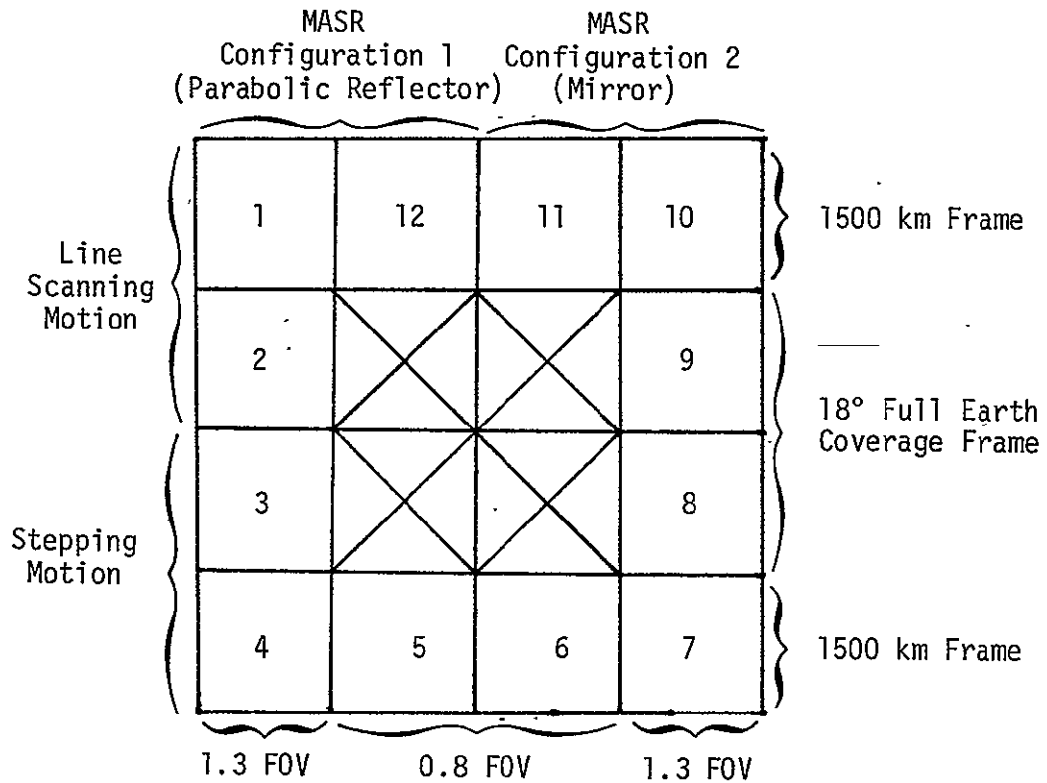 MASR
Configuration 1
(Parabolic Reflector)
MASR
Configuration 2
(Mirror)
1 12 11 10
1500 km Frame
Line
Scanning
Motion
2 9
18° Full Earth
Coverage Frame
3 8
Stepping
Motion
4 5 6 7
1500 km Frame
1.3 FOV 0.8 FOV 1.3 FOV